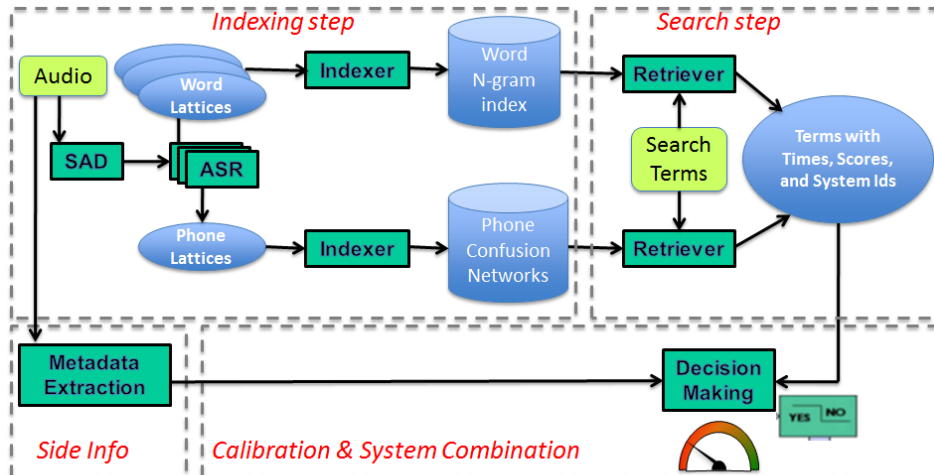 Indexing step
Search step
Audio
Word
Lattices
Indexer
Word
N-gram
index
Retriever
SAD
ASR
Search
Terms
Terms with
Times, Scores,
and System Ids
Phone
Lattices
Indexer
Phone
Confusion
Networks
Retriever
Metadata
Extraction
Decision
Making
YES
NO
Side Info
Calibration & System Combination